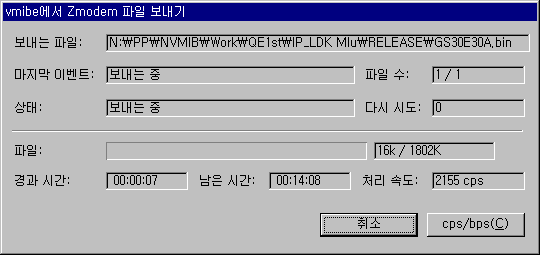 vmibe에서 Zmodem 파일 보내기
보내는 파일: N:₩PP₩NVMIB₩Work₩QE1st₩IP_LDK MIu₩RELEASE₩GS30E30A.bin
마지막 이벤트: 보내는 중 파일 수: 1 / 1
상태: 보내는 중 다시 시도: 0
파일: 16k / 1802K
경과 시간: 00:00:07 남은 시간: 00:14:08 처리 속도: 2155 cps
취소 cps/bps(C)